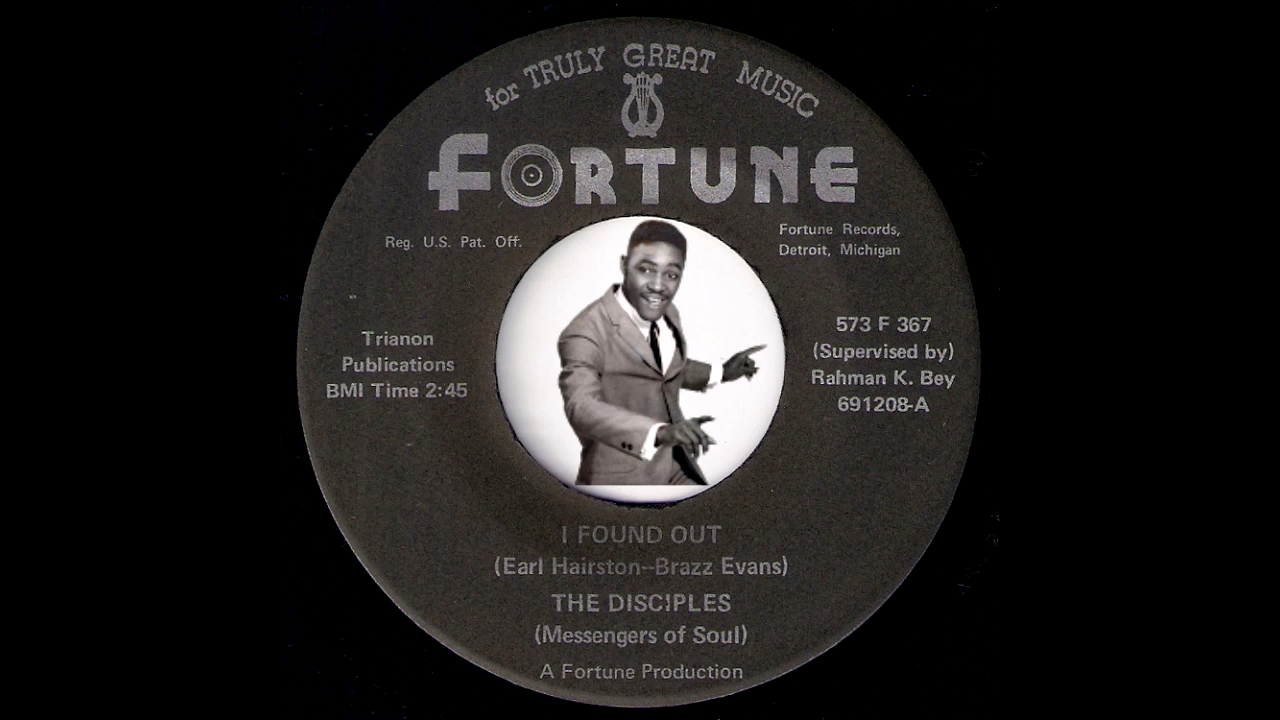 for TRULY GREAT MUSIC
FORTUNE
Reg. U.S. Pat. Off.
Fortune Records,
Detroit, Michigan
Trianon
Publications
BMI Time 2:45
573 F 367
(Supervised by)
Rahman K. Bey
691208-A
I FOUND OUT
(Earl Hairston--Brazz Evans)
THE DISCIPLES
(Messengers of Soul)
A Fortune Production